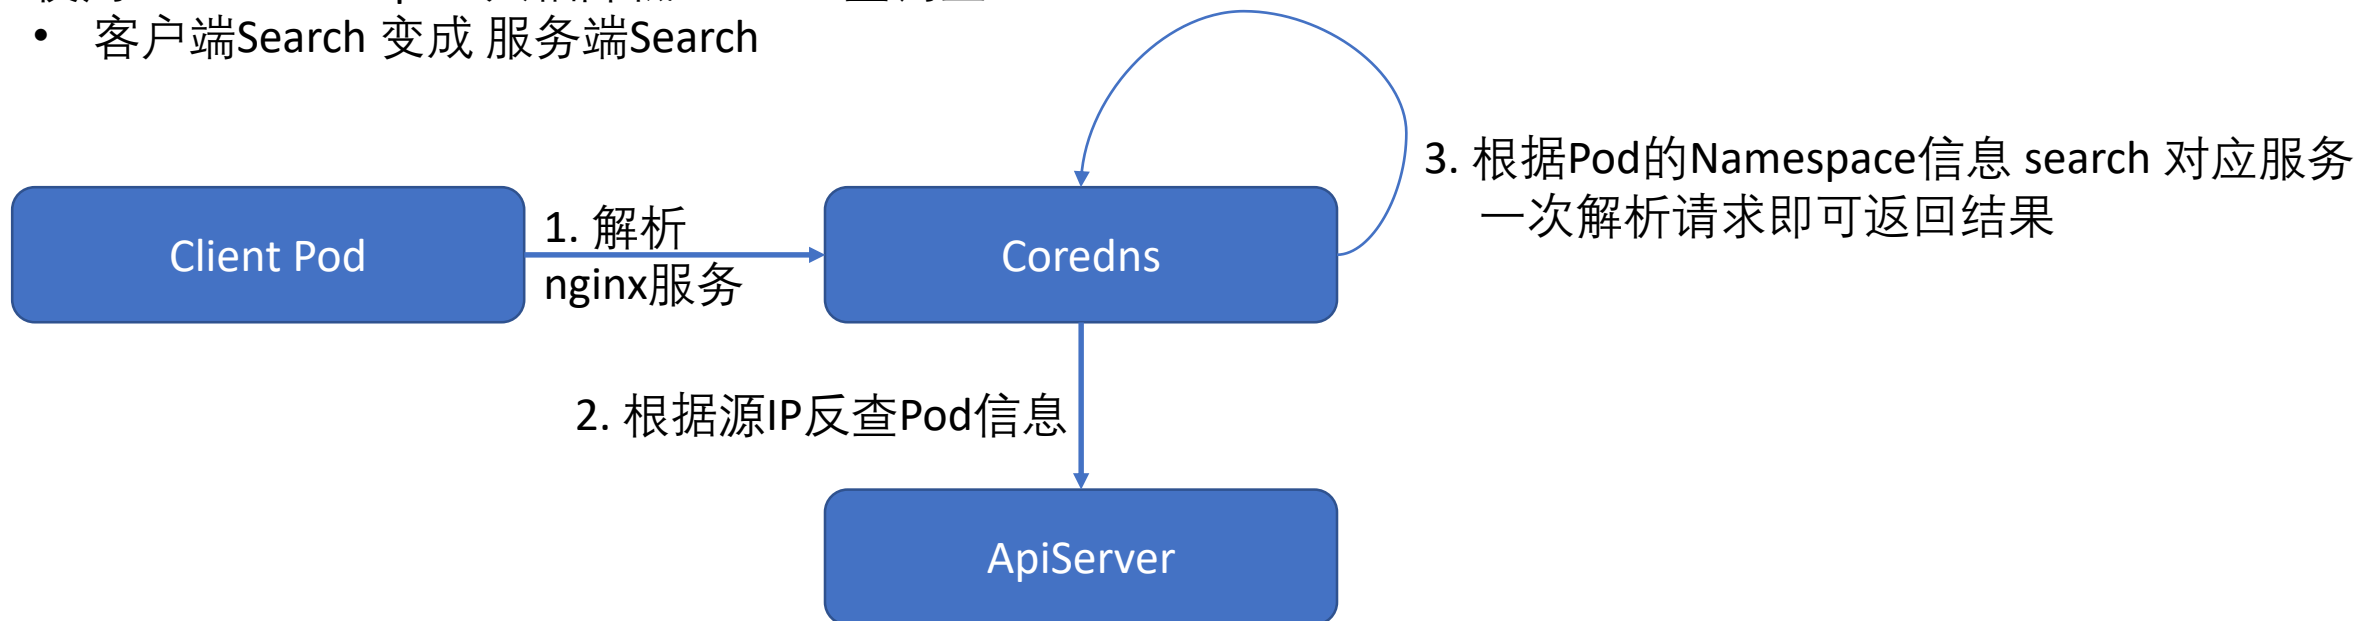 • 客户端Search 变成 服务端Search
3. 根据Pod的Namespace信息 search 对应服务
一次解析请求即可返回结果
Client Pod
1. 解析
nginx服务
Coredns
2. 根据源IP反查Pod信息
ApiServer